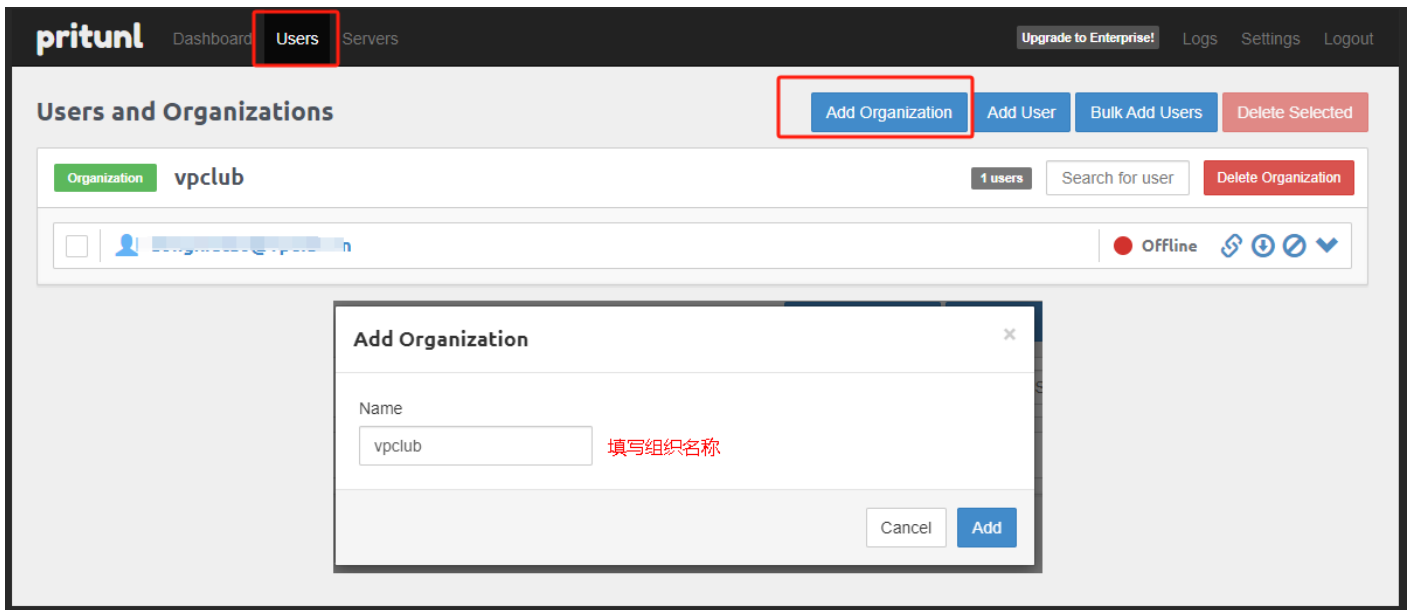 pritunl Dashboard Users Servers Upgrade to Enterprise! Logs Settings Logout
Users and Organizations Add Organization Add User Bulk Add Users Delete Selected
Organization vpclub 1 users Search for user Delete Organization
Offline
Add Organization ×
Name
vpclub 填写组织名称
Cancel Add